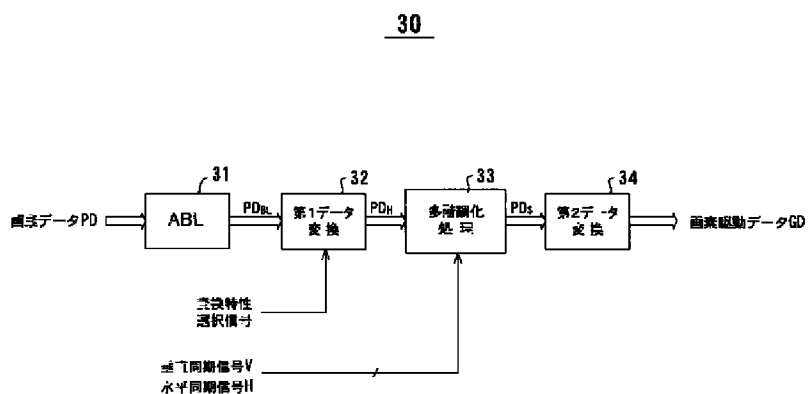 30
31
32
33
34
画素データPD
ABL
PDBL
第1データ
変換
PDH
多階調化
処理
PDS
第2データ
変換
画素駆動データGD
変換特性
選択信号
垂直同期信号V
水平同期信号H